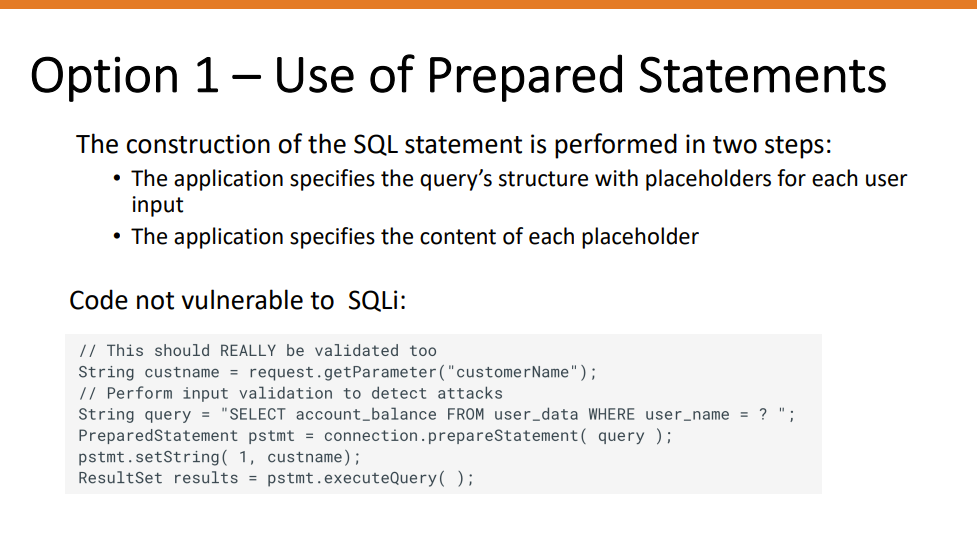 Option 1 – Use of Prepared Statements
The construction of the SQL statement is performed in two steps:
• The application specifies the query’s structure with placeholders for each user
input
• The application specifies the content of each placeholder
Code not vulnerable to  SQLi:
// This should REALLY be validated too
String custname = request.getParameter("customerName");
// Perform input validation to detect attacks
String query = "SELECT account_balance FROM user_data WHERE user_name = ? ";
PreparedStatement pstmt = connection.prepareStatement( query );
pstmt.setString( 1, custname);
ResultSet results = pstmt.executeQuery( );